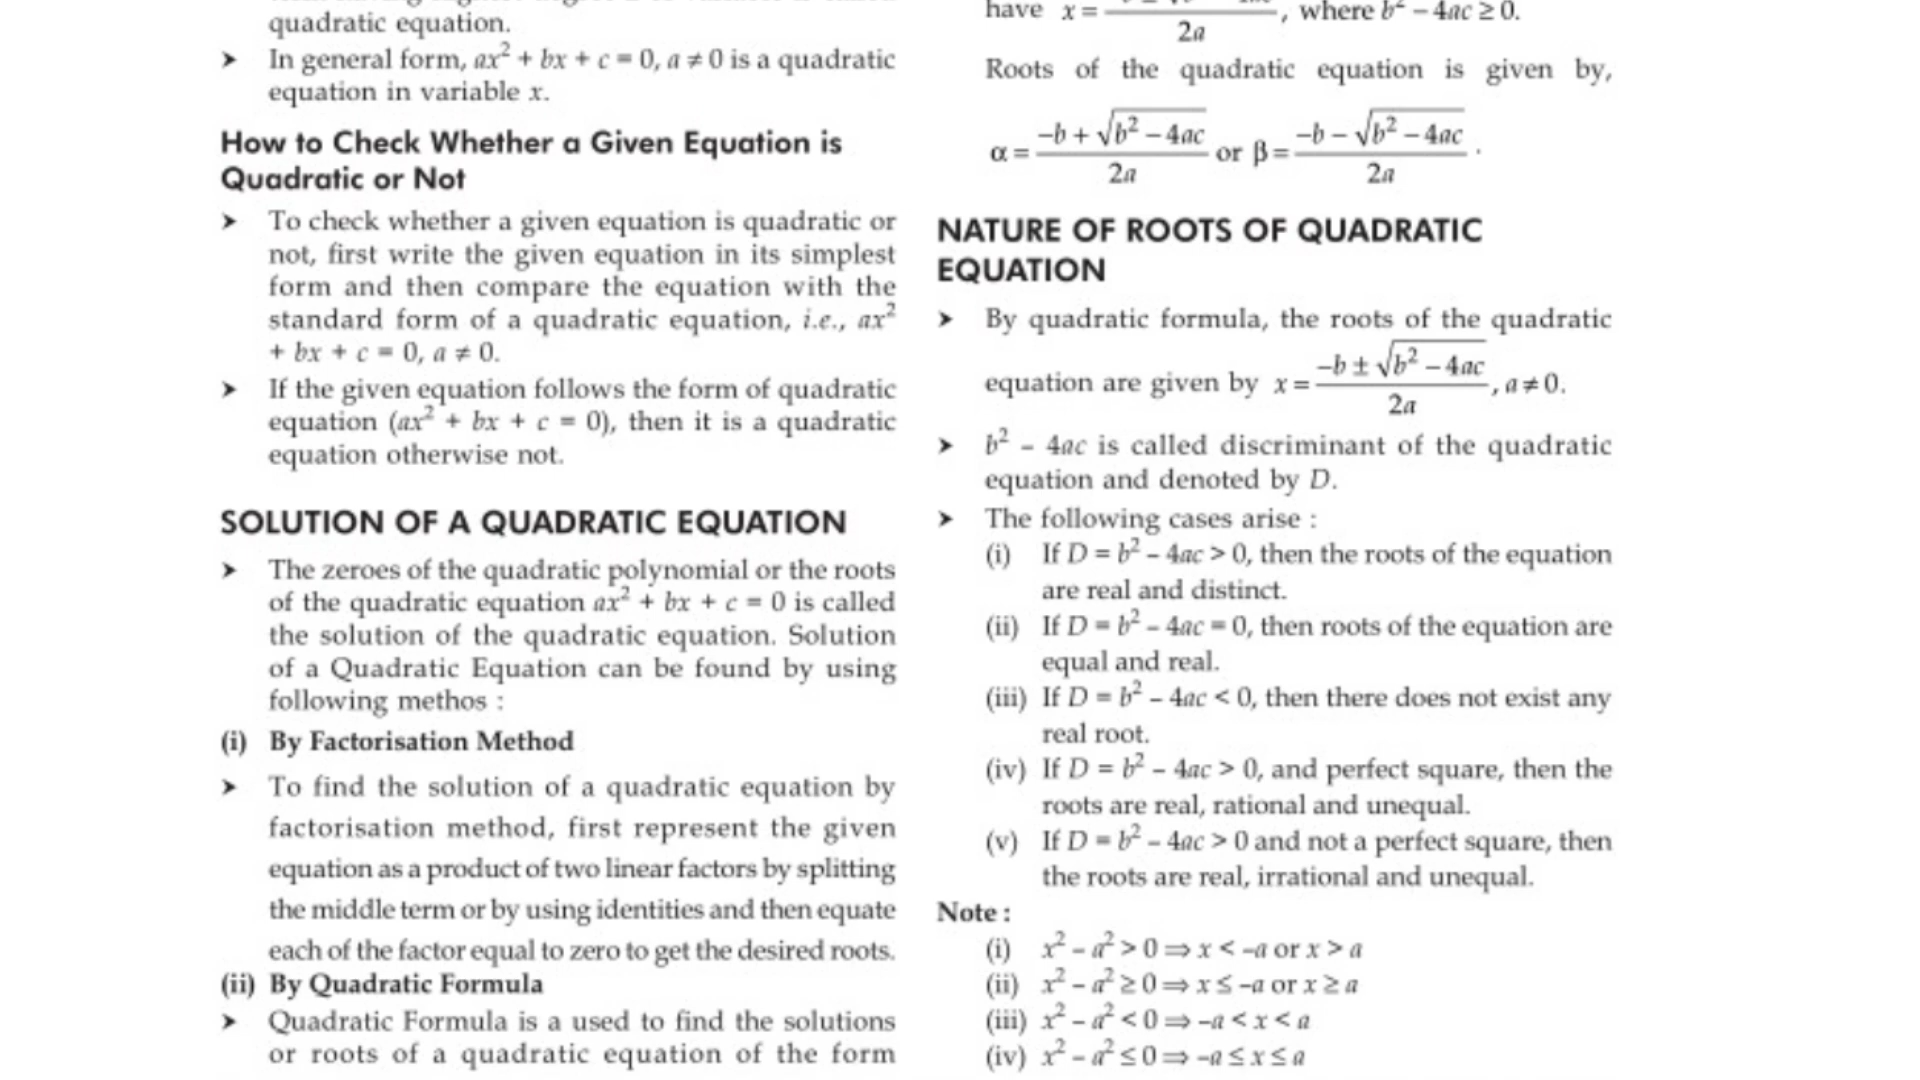 quadratic equation.
➤ In general form, ax² + bx + c = 0, a ≠ 0 is a quadratic
equation in variable x.
How to Check Whether a Given Equation is
Quadratic or Not
➤ To check whether a given equation is quadratic or
not, first write the given equation in its simplest
form and then compare the equation with the
standard form of a quadratic equation, i.e., ax²
+ bx + c = 0, a ≠ 0.
➤ If the given equation follows the form of quadratic
equation (ax² + bx + c = 0), then it is a quadratic
equation otherwise not.
SOLUTION OF A QUADRATIC EQUATION
➤ The zeroes of the quadratic polynomial or the roots
of the quadratic equation ax² + bx + c = 0 is called
the solution of the quadratic equation. Solution
of a Quadratic Equation can be found by using
following methos :
(i) By Factorisation Method
➤ To find the solution of a quadratic equation by
factorisation method, first represent the given
equation as a product of two linear factors by splitting
the middle term or by using identities and then equate
each of the factor equal to zero to get the desired roots.
(ii) By Quadratic Formula
➤ Quadratic Formula is a used to find the solutions
or roots of a quadratic equation of the form
have x = / 2a, where b² – 4ac ≥ 0.
Roots of the quadratic equation is given by,
α = (–b + √(b² – 4ac)) / 2a or β = (–b – √(b² – 4ac)) / 2a .
NATURE OF ROOTS OF QUADRATIC
EQUATION
➤ By quadratic formula, the roots of the quadratic
equation are given by x = (–b ± √(b² – 4ac)) / 2a , a ≠ 0.
➤ b² – 4ac is called discriminant of the quadratic
equation and denoted by D.
➤ The following cases arise :
(i) If D = b² – 4ac > 0, then the roots of the equation
are real and distinct.
(ii) If D = b² – 4ac = 0, then roots of the equation are
equal and real.
(iii) If D = b² – 4ac < 0, then there does not exist any
real root.
(iv) If D = b² – 4ac > 0, and perfect square, then the
roots are real, rational and unequal.
(v) If D = b² – 4ac > 0 and not a perfect square, then
the roots are real, irrational and unequal.
Note :
(i) x² – a² > 0 ⇒ x < –a or x > a
(ii) x² – a² ≥ 0 ⇒ x ≤ –a or x ≥ a
(iii) x² – a² < 0 ⇒ –a < x < a
(iv) x² – a² ≤ 0 ⇒ –a ≤ x ≤ a